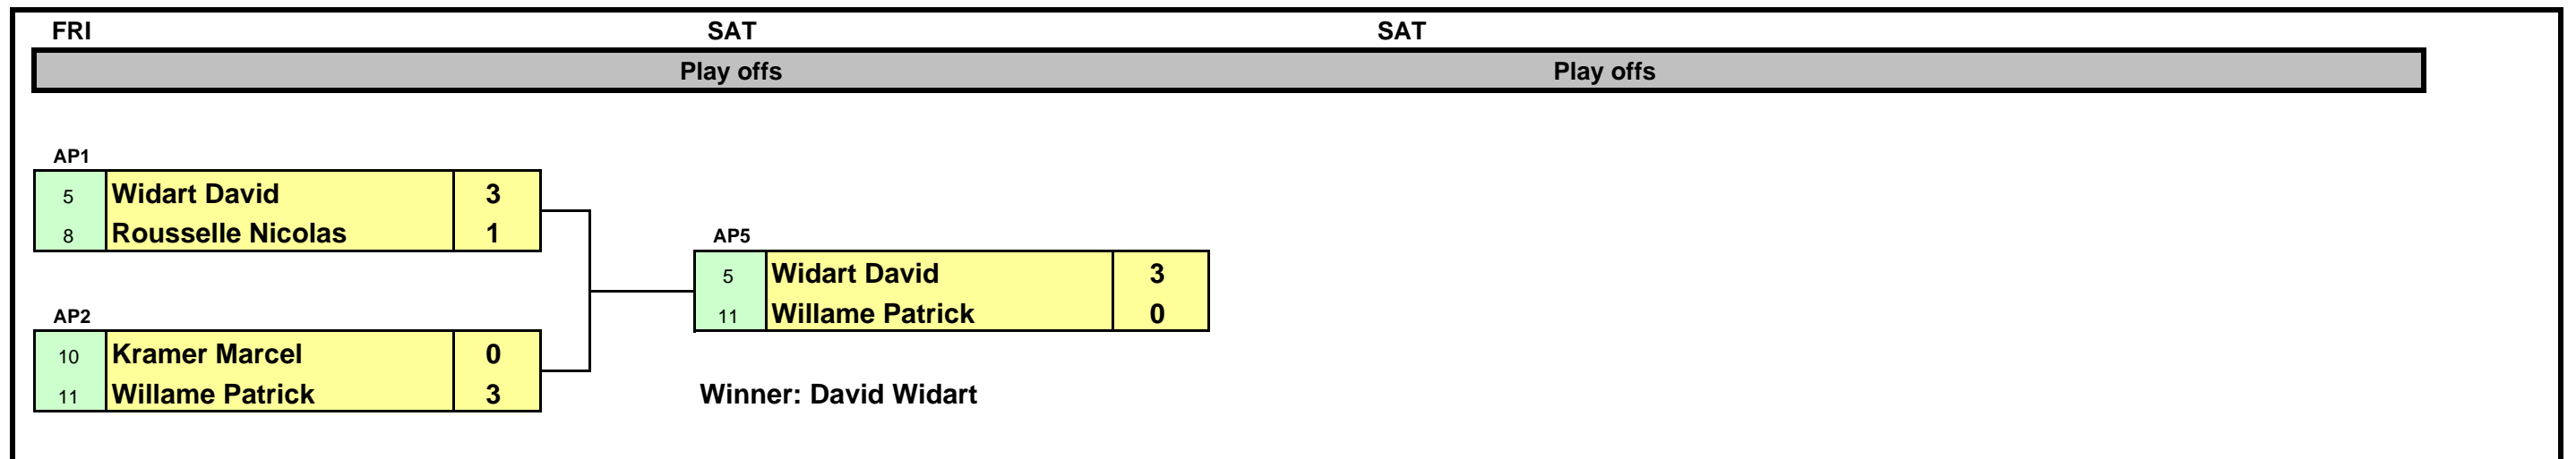 FRI SAT SAT
Play offs Play offs
AP1
5 Widart David 3
8 Rousselle Nicolas 1
AP5
5 Widart David 3
11 Willame Patrick 0
AP2
10 Kramer Marcel 0
11 Willame Patrick 3
Winner: David Widart